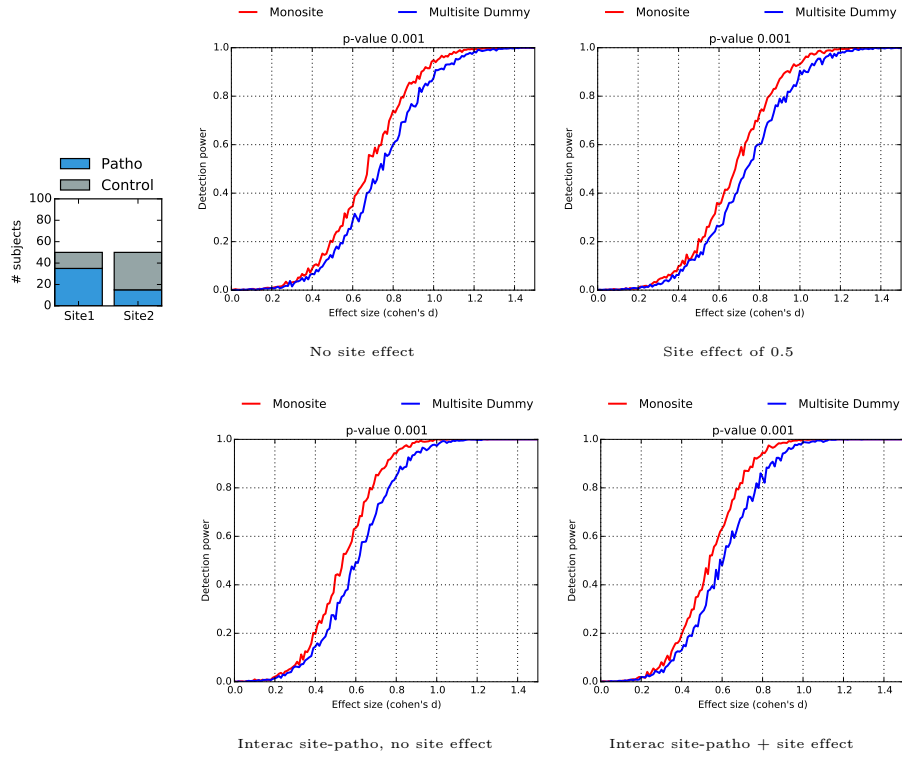 Monosite Multisite Dummy
p-value 0.001
1.0
0.8
0.6
0.4
0.2
0.0
Detection power
0.0 0.2 0.4 0.6 0.8 1.0 1.2 1.4
Effect size (cohen's d)
No site effect
Monosite Multisite Dummy
p-value 0.001
1.0
0.8
0.6
0.4
0.2
0.0
Detection power
0.0 0.2 0.4 0.6 0.8 1.0 1.2 1.4
Effect size (cohen's d)
Site effect of 0.5
Patho
Control
100
80
60
40
20
0
# subjects
Site1 Site2
Monosite Multisite Dummy
p-value 0.001
1.0
0.8
0.6
0.4
0.2
0.0
Detection power
0.0 0.2 0.4 0.6 0.8 1.0 1.2 1.4
Effect size (cohen's d)
Interac site-patho, no site effect
Monosite Multisite Dummy
p-value 0.001
1.0
0.8
0.6
0.4
0.2
0.0
Detection power
0.0 0.2 0.4 0.6 0.8 1.0 1.2 1.4
Effect size (cohen's d)
Interac site-patho + site effect